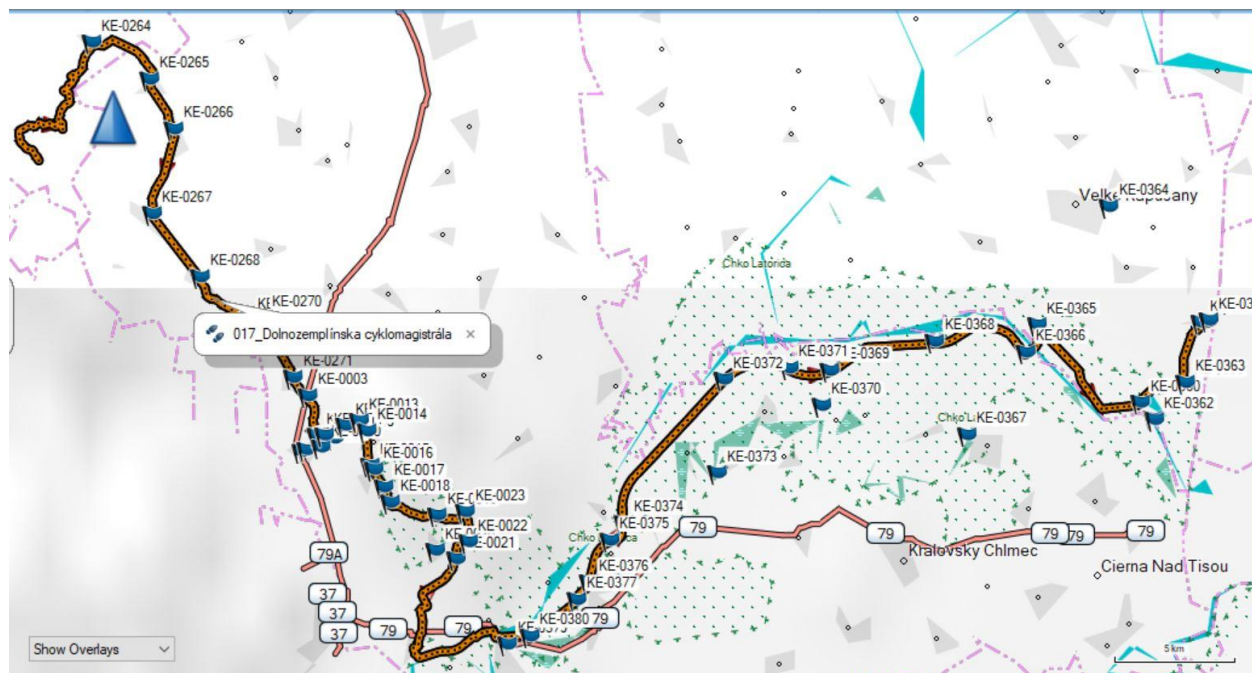 KE-0264
KE-0265
KE-0266
KE-0267
KE-0268
KE-0270
KE-0271
017_Dolnozemplínska cyklomagistrála
KE-0003
KE-0013
KE-0014
KE-0016
KE-0017
KE-0018
KE-0023
KE-0022
KE-0021
KE-0364
Velke Kapusany
Chko Latorica
KE-0365
KE-0366
KE-0368
KE-0371
KE-0372
KE-0370
KE-0363
KE-0362
KE-0367
KE-0373
KE-0374
KE-0375
KE-0376
KE-0377
KE-0380
79A
37
37
37
79
79
79
79
79
79
79
79
Kralovsky Chlmec
Cierna Nad Tisou
Show Overlays
5 km